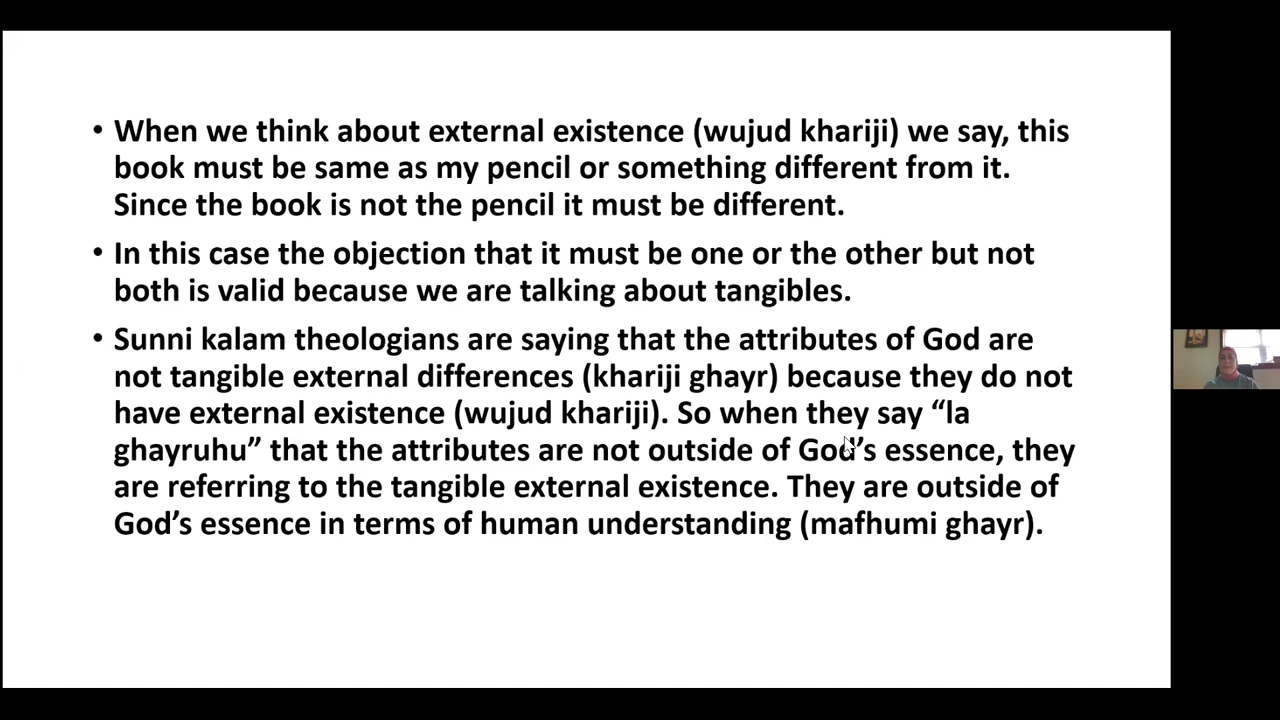 • When we think about external existence (wujud khariji) we say, this
book must be same as my pencil or something different from it.
Since the book is not the pencil it must be different.
• In this case the objection that it must be one or the other but not
both is valid because we are talking about tangibles.
• Sunni kalam theologians are saying that the attributes of God are
not tangible external differences (khariji ghayr) because they do not
have external existence (wujud khariji). So when they say “la
ghayruhu” that the attributes are not outside of God’s essence, they
are referring to the tangible external existence. They are outside of
God’s essence in terms of human understanding (mafhumi ghayr).